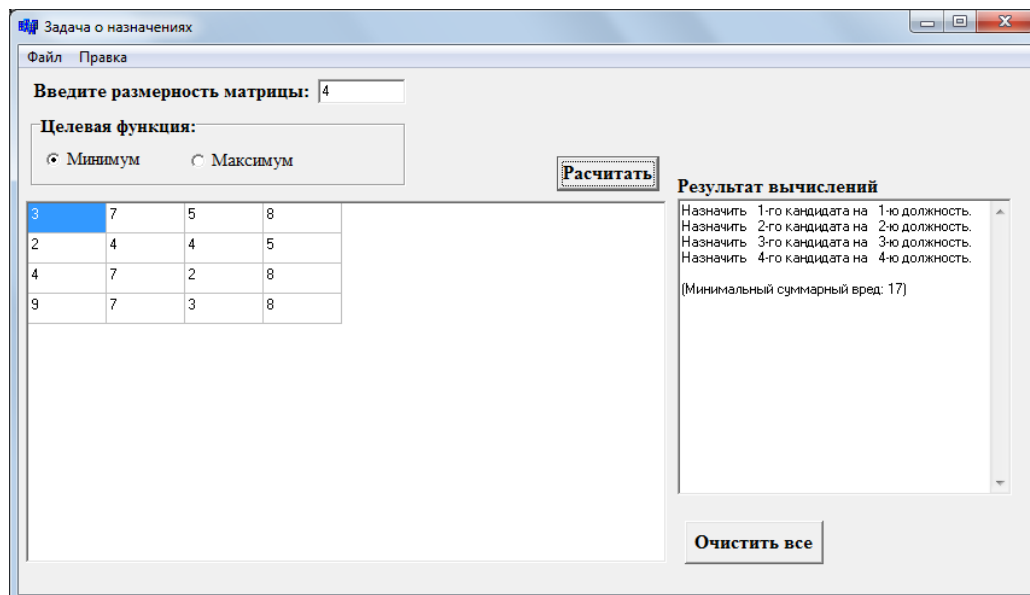 Задача о назначениях
Файл Правка
Введите размерность матрицы: 4
Целевая функция:
Минимум Максимум
Расчитать
Результат вычислений
3 7 5 8
2 4 4 5
4 7 2 8
9 7 3 8
Назначить 1-го кандидата на 1-ю должность.
Назначить 2-го кандидата на 2-ю должность.
Назначить 3-го кандидата на 3-ю должность.
Назначить 4-го кандидата на 4-ю должность.
(Минимальный суммарный вред: 17)
Очистить все